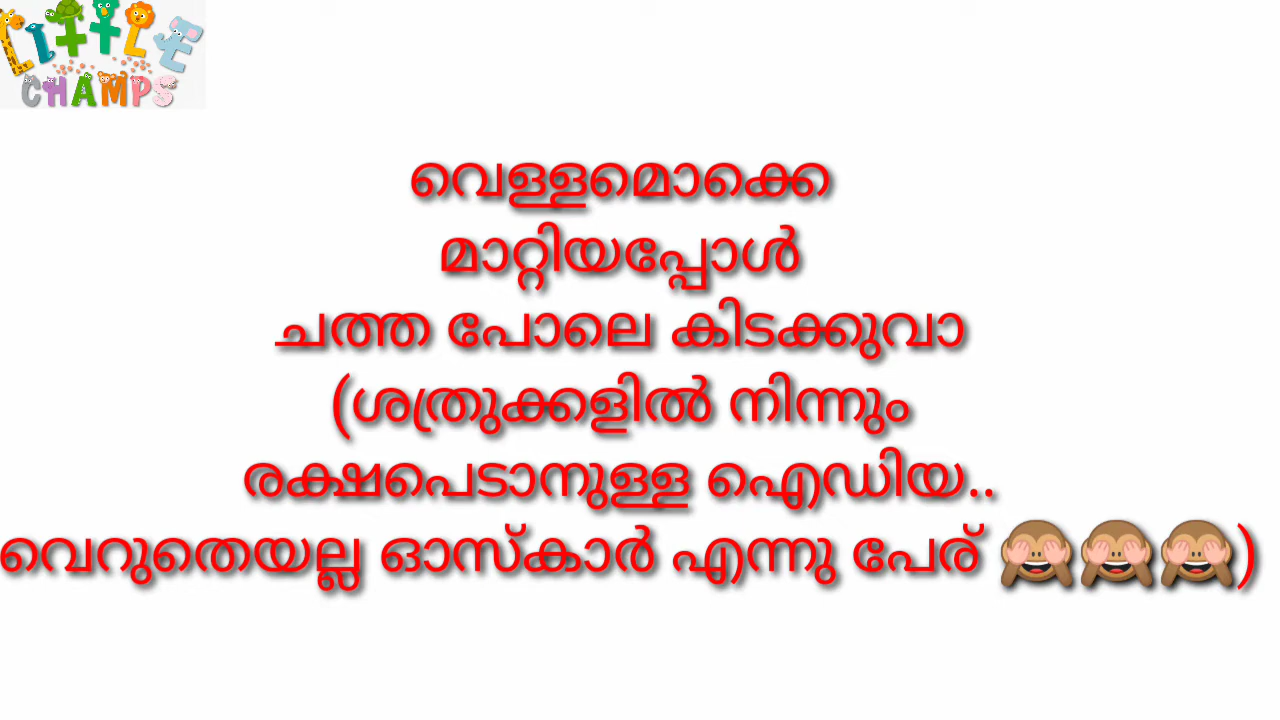 LITTLE
CHAMPS
വെള്ളമൊക്കെ
മാറ്റിയപ്പോൾ
ചത്ത പോലെ കിടക്കുവാ
(ശത്രുക്കളിൽ നിന്നും
രക്ഷപെടാനുള്ള ഐഡിയ..
വെറുതെയല്ല ഓസ്കാർ എന്നു പേര് 🙈🙈🙈)